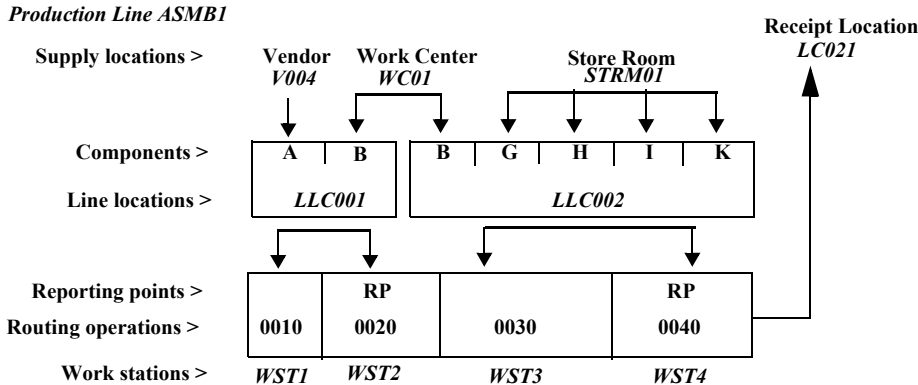 Production Line ASMB1
Receipt Location
LC021
Supply locations > Vendor Work Center Store Room
V004 WC01 STRM01
Components > A B B G H I K
Line locations > LLC001 LLC002
Reporting points > RP RP
Routing operations > 0010 0020 0030 0040
Work stations > WST1 WST2 WST3 WST4